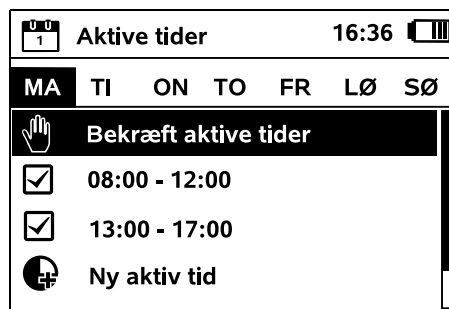 1 Aktive tider 16:36
MA TI ON TO FR LØ SØ
Bekræft aktive tider
08:00 - 12:00
13:00 - 17:00
Ny aktiv tid